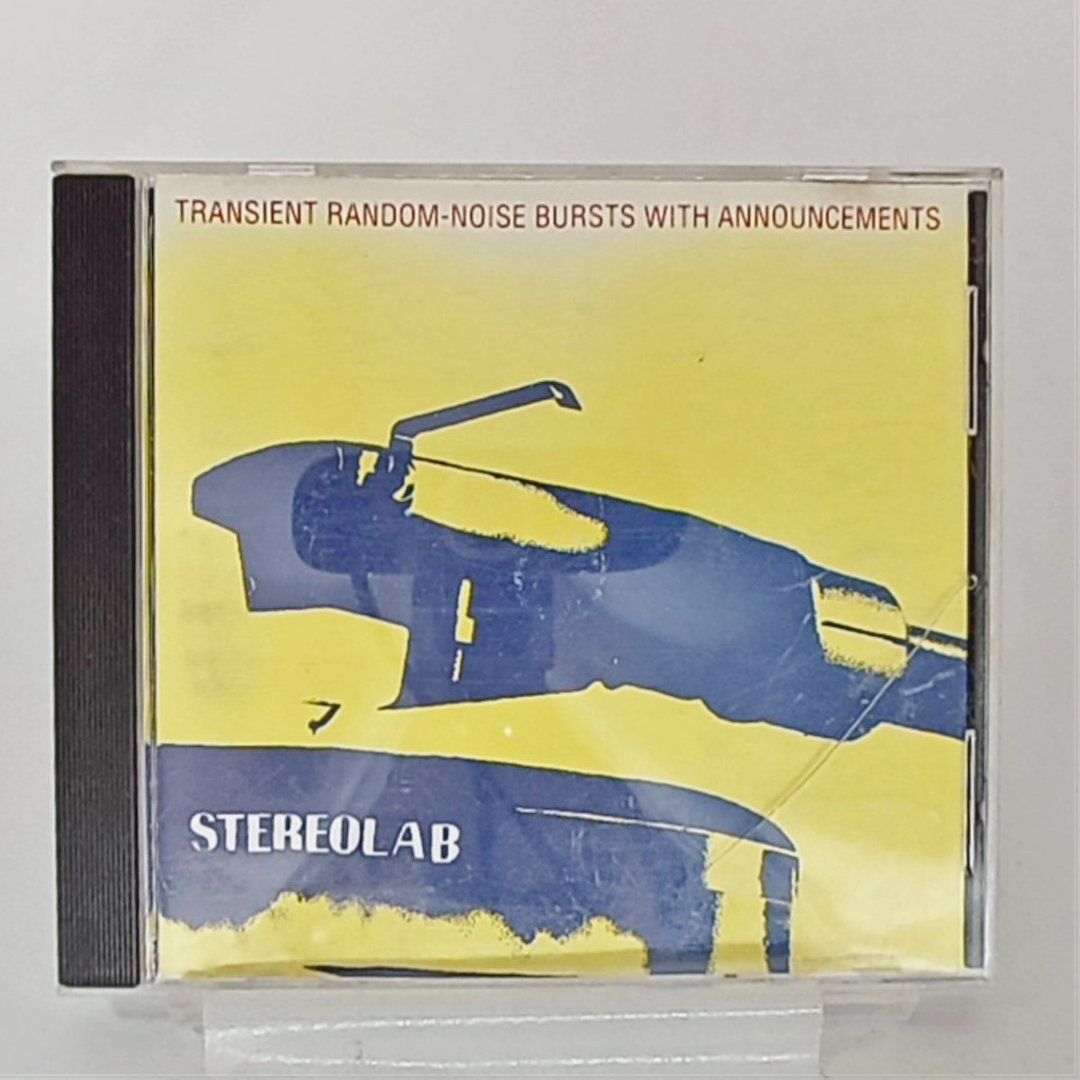 TRANSIENT RANDOM-NOISE BURSTS WITH ANNOUNCEMENTS
STEREOLAB